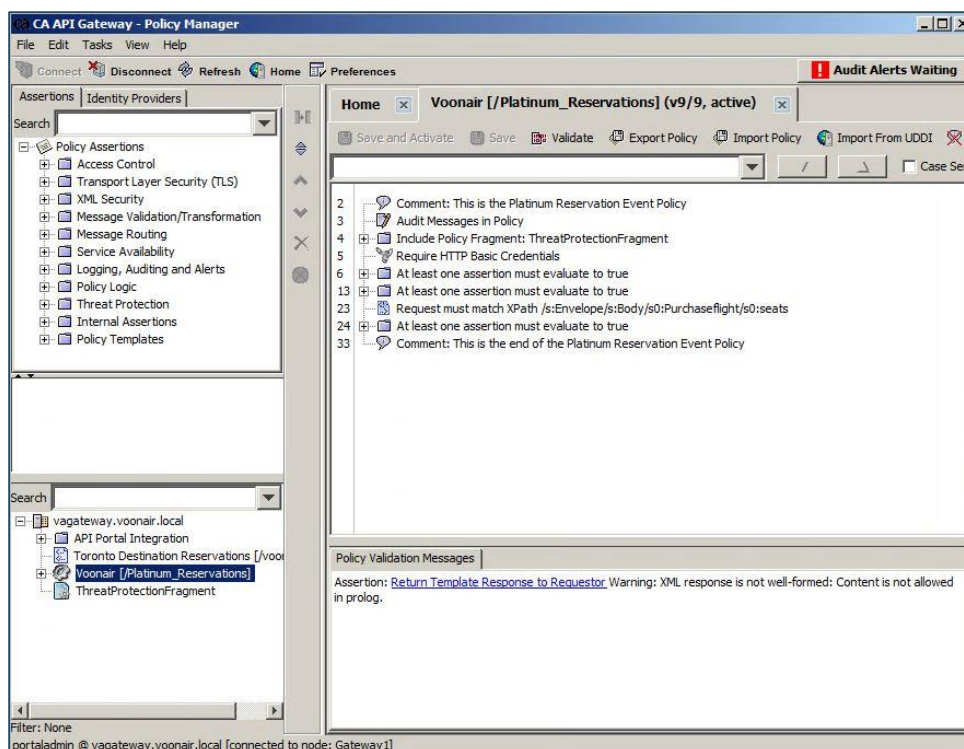 CA API Gateway - Policy Manager
File Edit Tasks View Help
Connect Disconnect Refresh Home Preferences
Audit Alerts Waiting
Assertions Identity Providers
Search
Policy Assertions
Access Control
Transport Layer Security (TLS)
XML Security
Message Validation/Transformation
Message Routing
Service Availability
Logging, Auditing and Alerts
Policy Logic
Threat Protection
Internal Assertions
Policy Templates
Search
vagateway.voonair.local
API Portal Integration
Toronto Destination Reservations [/voo
Voonair [/Platinum_Reservations]
ThreatProtectionFragment
Filter: None
Home Voonair [/Platinum_Reservations] (v9/9, active)
Save and Activate Save Validate Export Policy Import Policy Import From UDDI
Case Se
2 Comment: This is the Platinum Reservation Event Policy
3 Audit Messages in Policy
4 Include Policy Fragment: ThreatProtectionFragment
5 Require HTTP Basic Credentials
6 At least one assertion must evaluate to true
13 At least one assertion must evaluate to true
23 Request must match XPath /s:Envelope/s:Body/s0:Purchaseflight/s0:seats
24 At least one assertion must evaluate to true
33 Comment: This is the end of the Platinum Reservation Event Policy
Policy Validation Messages
Assertion: Return Template Response to Requestor Warning: XML response is not well-formed: Content is not allowed
in prolog.
portaladmin @ vagateway.voonair.local [connected to node: Gateway1]